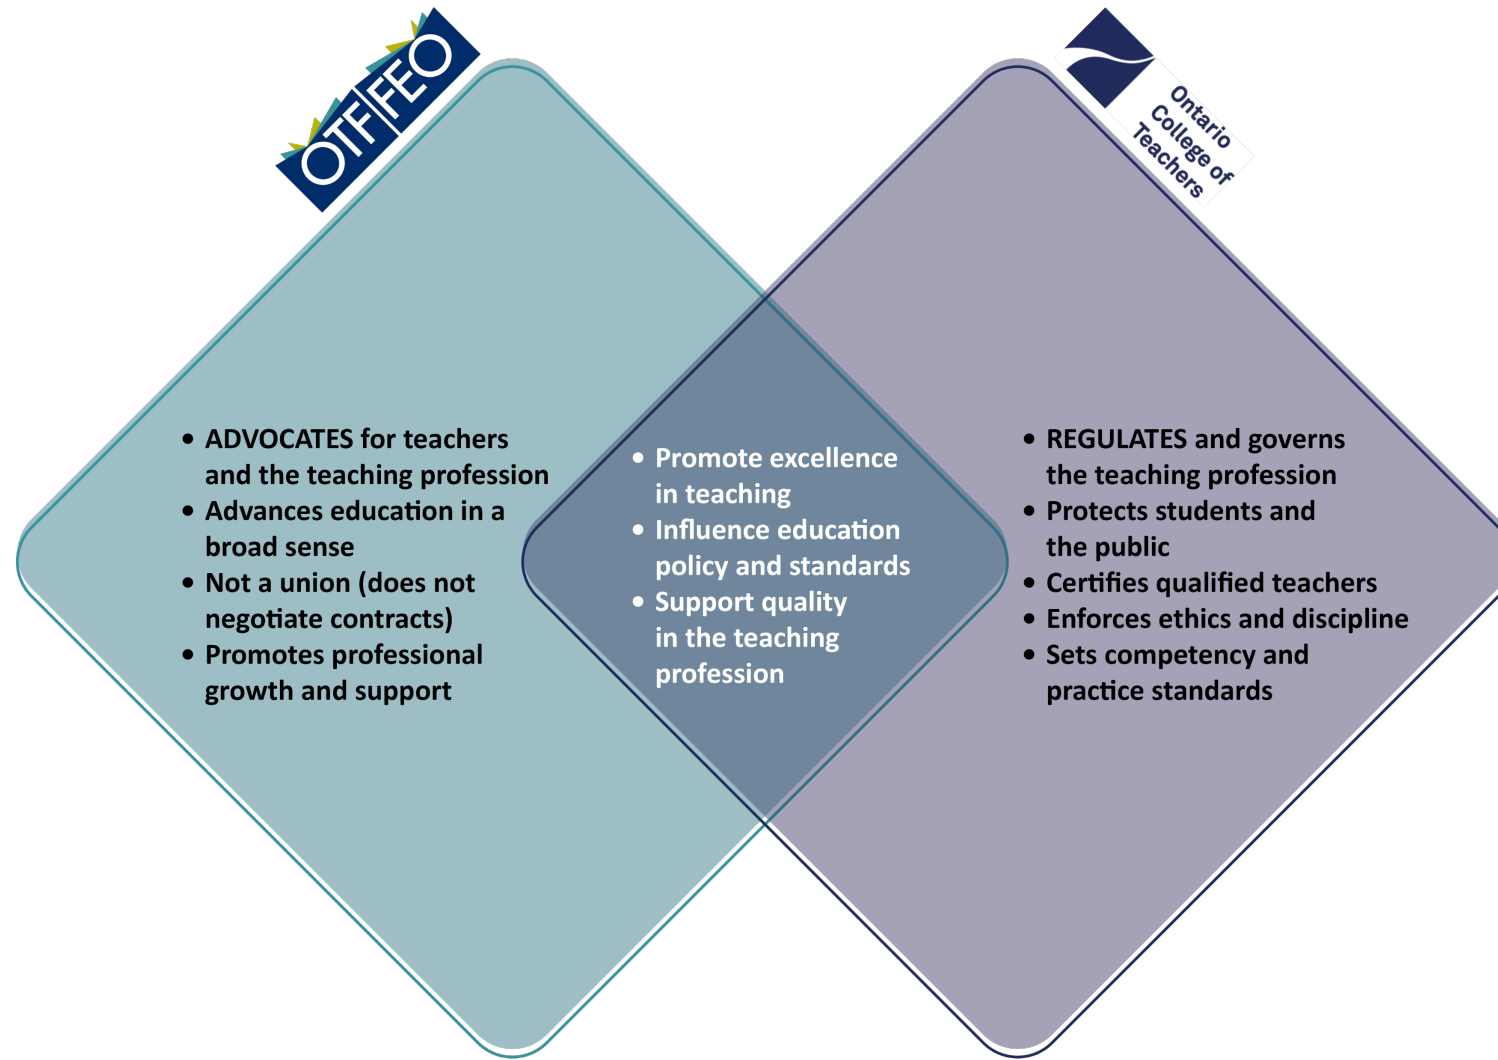 OTF|FEO
Ontario
College of
Teachers
• ADVOCATES for teachers
and the teaching profession
• Advances education in a
broad sense
• Not a union (does not
negotiate contracts)
• Promotes professional
growth and support
• Promote excellence
in teaching
• Influence education
policy and standards
• Support quality
in the teaching
profession
• REGULATES and governs
the teaching profession
• Protects students and
the public
• Certifies qualified teachers
• Enforces ethics and discipline
• Sets competency and
practice standards